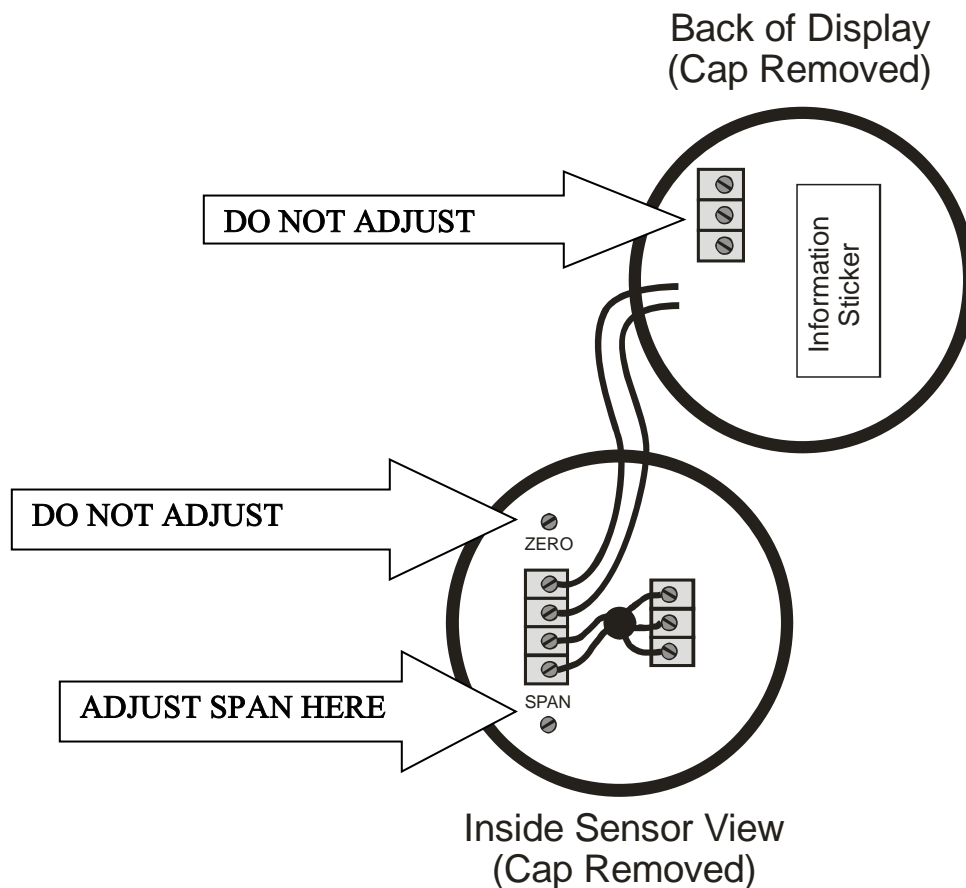 Back of Display
(Cap Removed)
DO NOT ADJUST
Information
Sticker
DO NOT ADJUST
ZERO
ADJUST SPAN HERE
SPAN
Inside Sensor View
(Cap Removed)